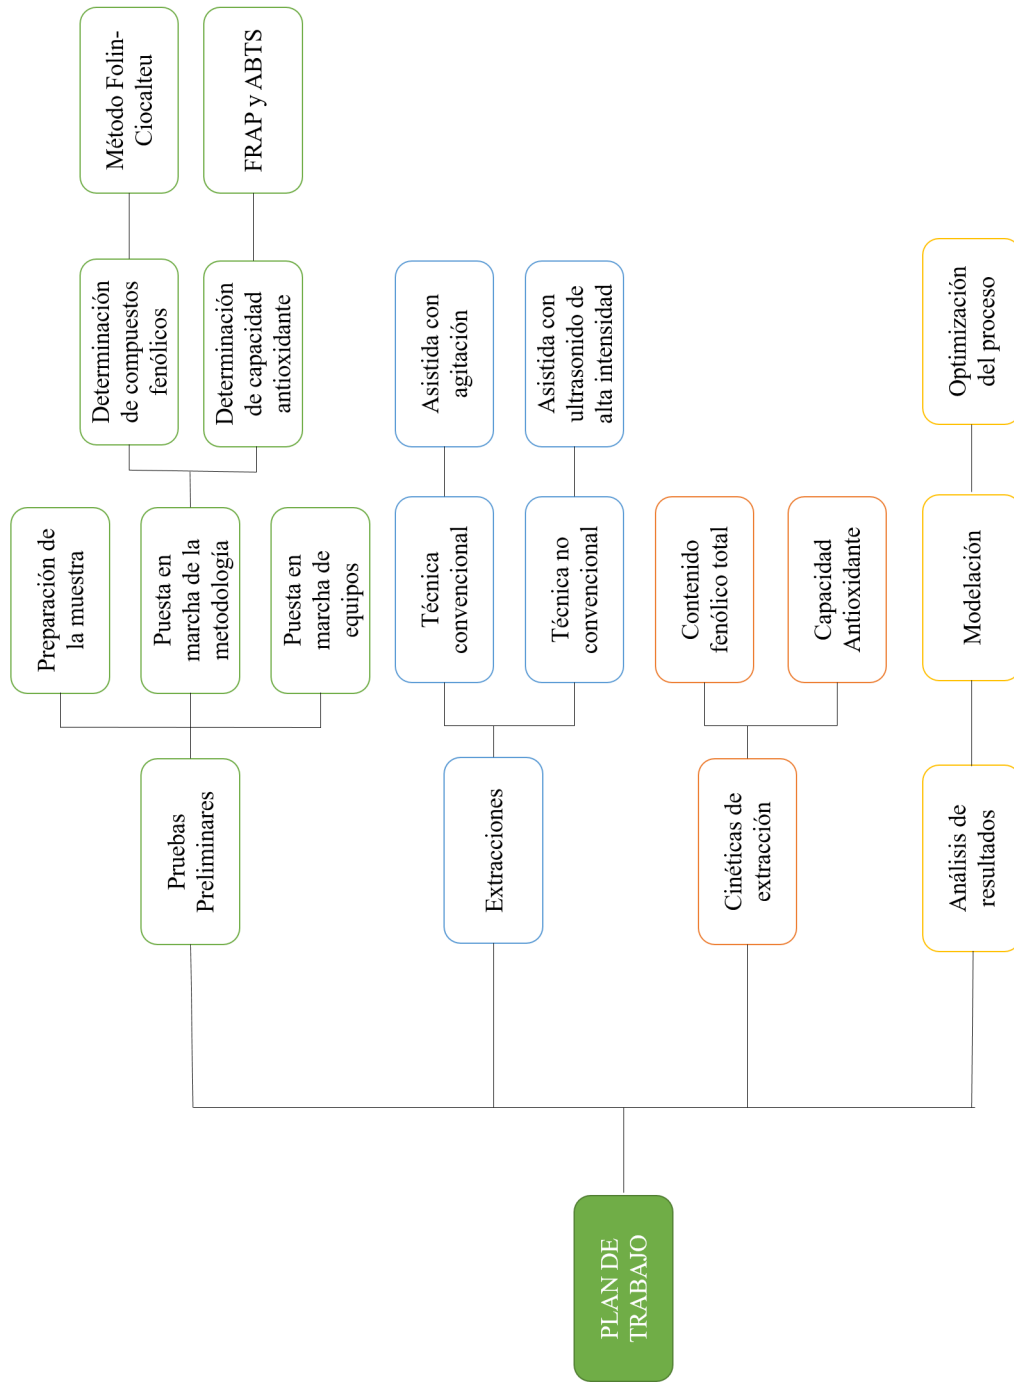 PLAN DE
TRABAJO
Pruebas
Preliminares
Preparación de
la muestra
Puesta en
marcha de la
metodología
Determinación
de compuestos
fenólicos
Método Folin-
Ciocalteu
Determinación
de capacidad
antioxidante
FRAP y ABTS
Puesta en
marcha de
equipos
Extracciones
Técnica
convencional
Asistida con
agitación
Técnica no
convencional
Asistida con
ultrasonido de
alta intensidad
Cinéticas de
extracción
Contenido
fenólico total
Capacidad
Antioxidante
Análisis de
resultados
Modelación
Optimización
del proceso